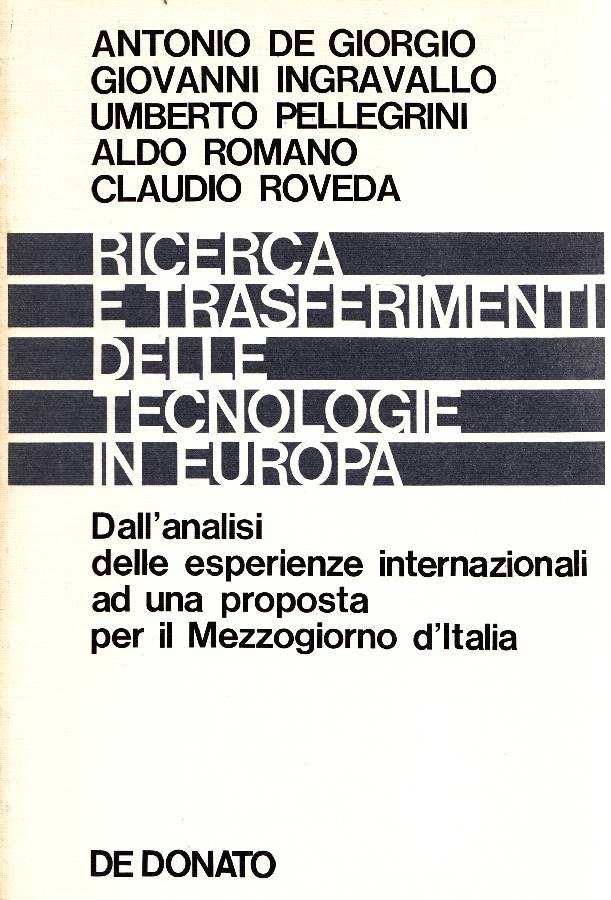 ANTONIO DE GIORGIO
GIOVANNI INGRAVALLO
UMBERTO PELLEGRINI
ALDO ROMANO
CLAUDIO ROVEDA
RICERCA
E TRASFERIMENTI
DELLE
TECNOLOGIE
IN EUROPA
Dall'analisi
delle esperienze internazionali
ad una proposta
per il Mezzogiorno d'Italia
DE DONATO